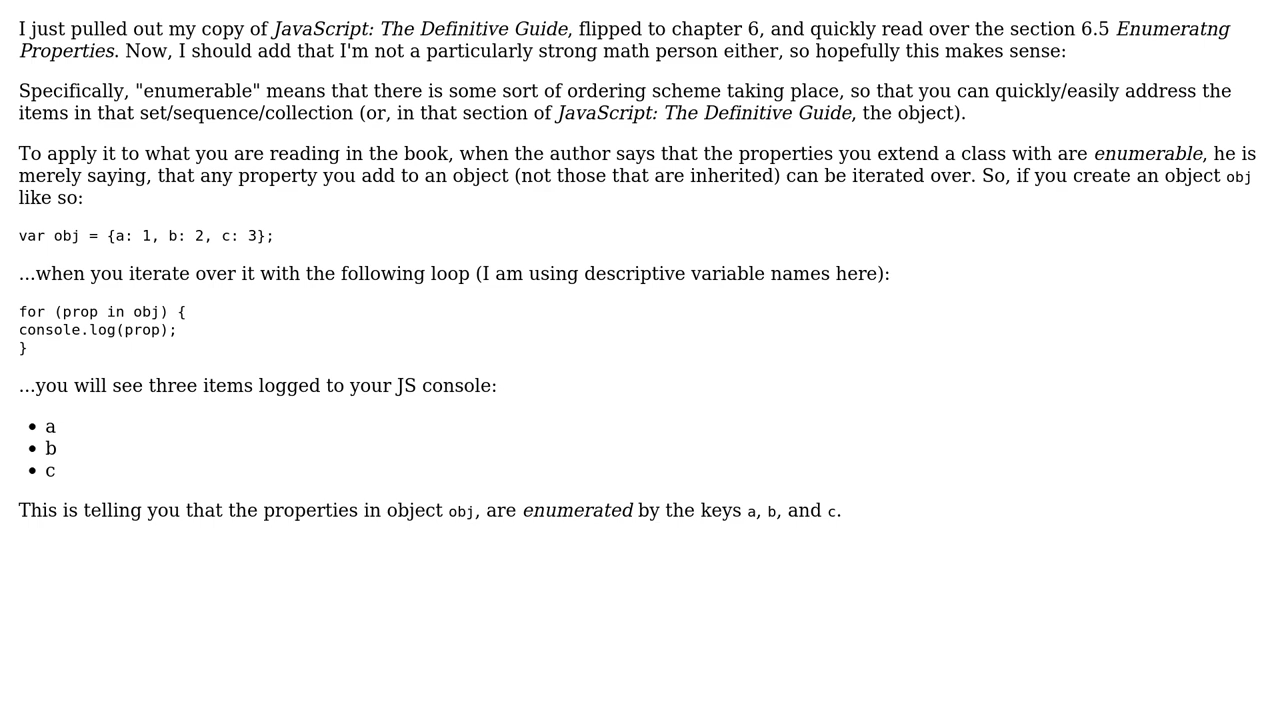 I just pulled out my copy of JavaScript: The Definitive Guide, flipped to chapter 6, and quickly read over the section 6.5 Enumeratng
Properties. Now, I should add that I'm not a particularly strong math person either, so hopefully this makes sense:
Specifically, "enumerable" means that there is some sort of ordering scheme taking place, so that you can quickly/easily address the
items in that set/sequence/collection (or, in that section of JavaScript: The Definitive Guide, the object).
To apply it to what you are reading in the book, when the author says that the properties you extend a class with are enumerable, he is
merely saying, that any property you add to an object (not those that are inherited) can be iterated over. So, if you create an object obj
like so:
var obj = {a: 1, b: 2, c: 3};
...when you iterate over it with the following loop (I am using descriptive variable names here):
for (prop in obj) {
console.log(prop);
}
...you will see three items logged to your JS console:
• a
• b
• c
This is telling you that the properties in object obj, are enumerated by the keys a, b, and c.